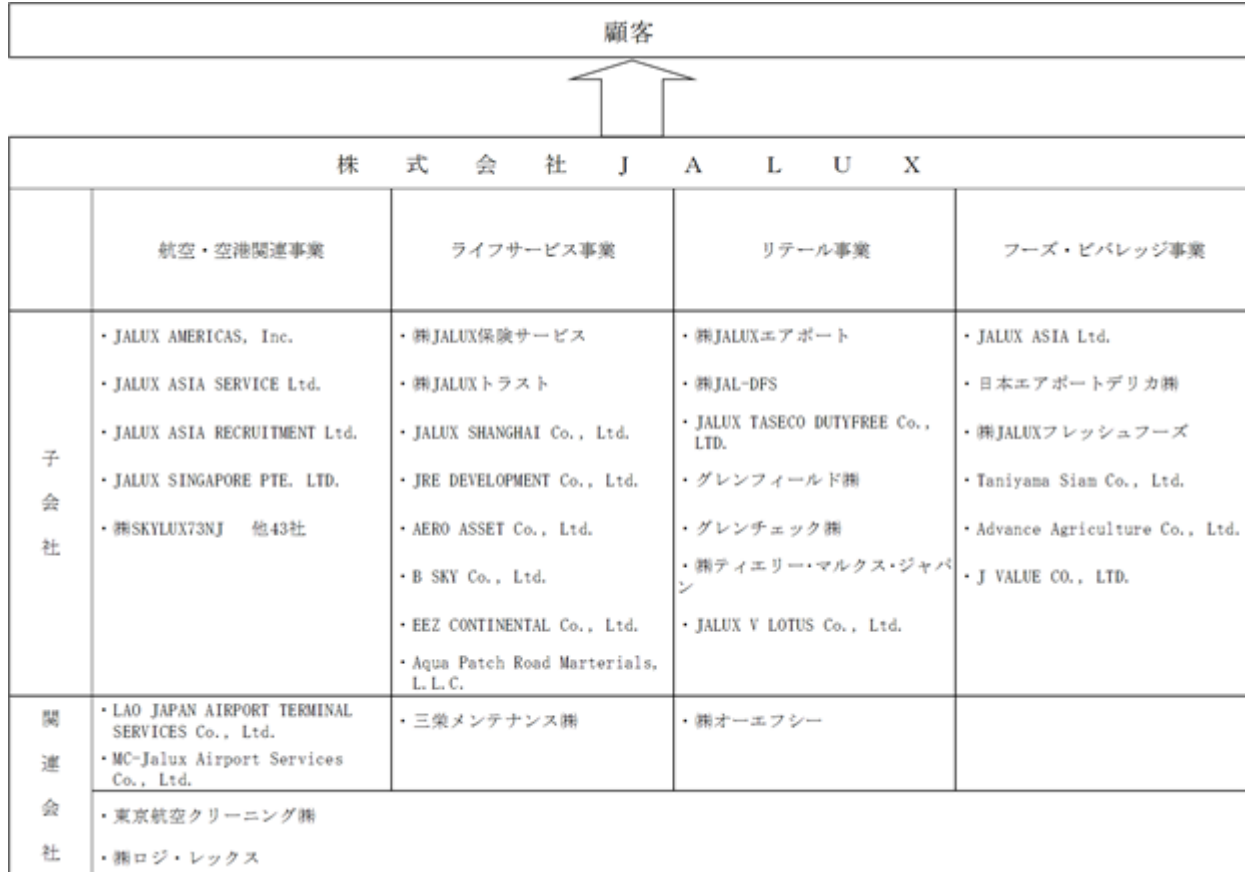 顧客
株式会社JALUX
航空・空港関連事業
ライフサービス事業
リテール事業
フーズ・ビバレッジ事業
子会社
・JALUX AMERICAS, Inc.
・JALUX ASIA SERVICE Ltd.
・JALUX ASIA RECRUITMENT Ltd.
・JALUX SINGAPORE PTE. LTD.
・㈱SKYLUX73NJ 他43社
・㈱JALUX保険サービス
・㈱JALUXトラスト
・JALUX SHANGHAI Co., Ltd.
・JRE DEVELOPMENT Co., Ltd.
・AERO ASSET Co., Ltd.
・B SKY Co., Ltd.
・EEZ CONTINENTAL Co., Ltd.
・Aqua Patch Road Marterials,
L.L.C.
・㈱JALUXエアポート
・㈱JAL-DFS
・JALUX TASECO DUTYFREE Co.,
LTD.
・グレンフィールド㈱
・グレンチェック㈱
・㈱ティエリー・マルクス・ジャパ
ン
・JALUX V LOTUS Co., Ltd.
・JALUX ASIA Ltd.
・日本エアポートデリカ㈱
・㈱JALUXフレッシュフーズ
・Taniyama Siam Co., Ltd.
・Advance Agriculture Co., Ltd.
・J VALUE CO., LTD.
関連会社
・LAO JAPAN AIRPORT TERMINAL
SERVICES Co., Ltd.
・MC-Jalux Airport Services
Co., Ltd.
・三栄メンテナンス㈱
・㈱オーエフシー
・東京航空クリーニング㈱
・㈱ロジ・レックス